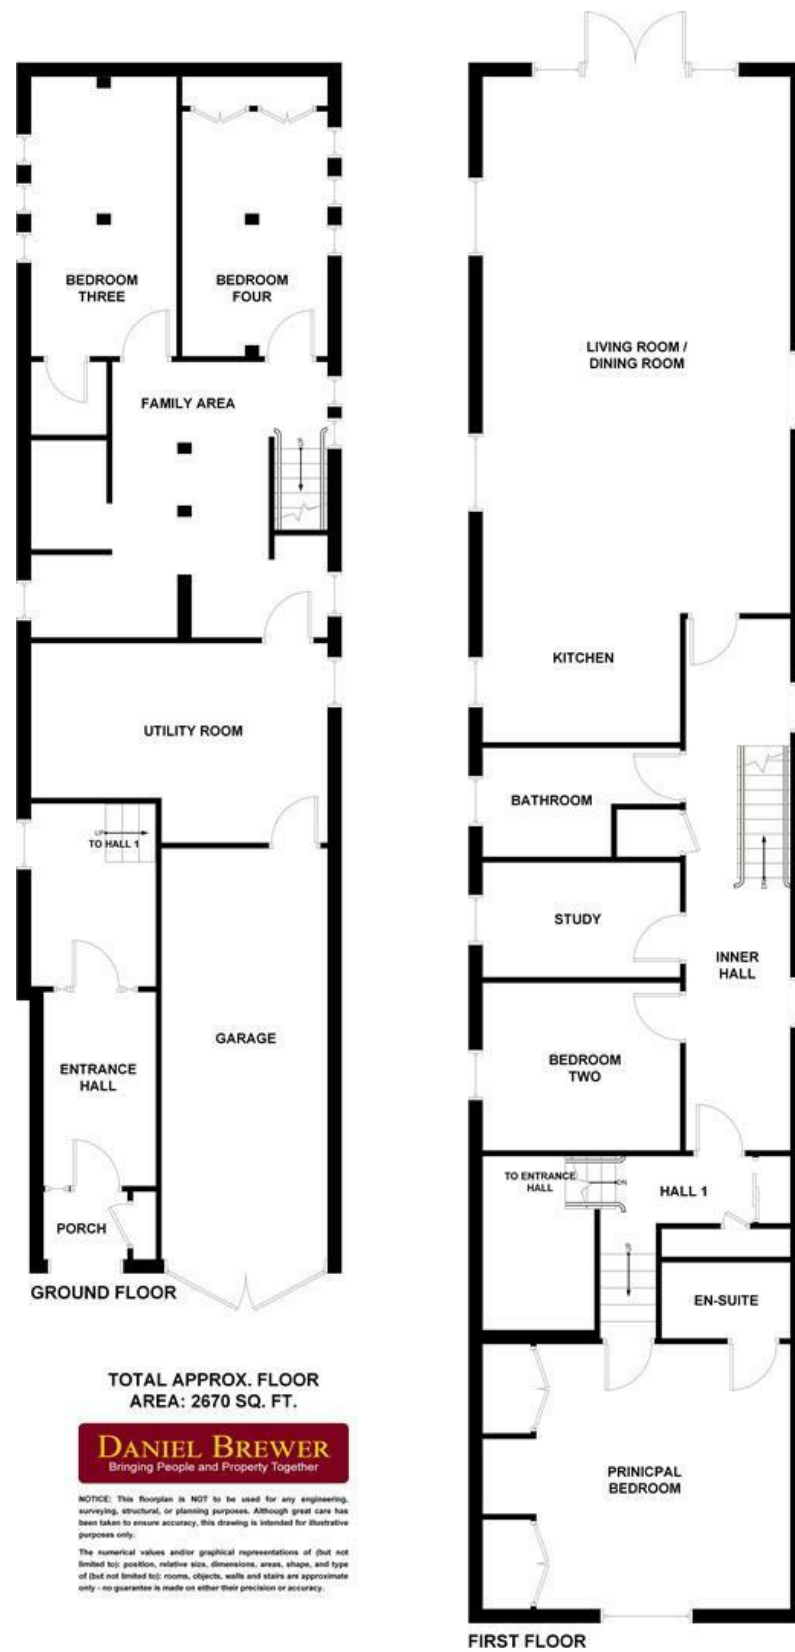 BEDROOM
THREE
BEDROOM
FOUR
FAMILY AREA
UP
UTILITY ROOM
UP
TO HALL 1
GARAGE
ENTRANCE
HALL
PORCH
GROUND FLOOR
TOTAL APPROX. FLOOR
AREA: 2670 SQ. FT.
DANIEL BREWER
Bringing People and Property Together
NOTICE: This floorplan is NOT to be used for any engineering,
surveying, structural, or planning purposes. Although great care has
been taken to ensure accuracy, this drawing is intended for illustrative
purposes only.
The numerical values and/or graphical representations of (but not
limited to): position, relative size, dimensions, areas, shape, and type
of (but not limited to): rooms, objects, walls and stairs are approximate
only - no guarantee is made on either their precision or accuracy.
LIVING ROOM /
DINING ROOM
KITCHEN
BATHROOM
DN
STUDY
INNER
HALL
BEDROOM
TWO
TO ENTRANCE
HALL
DN
HALL 1
UP
EN-SUITE
PRINICPAL
BEDROOM
FIRST FLOOR